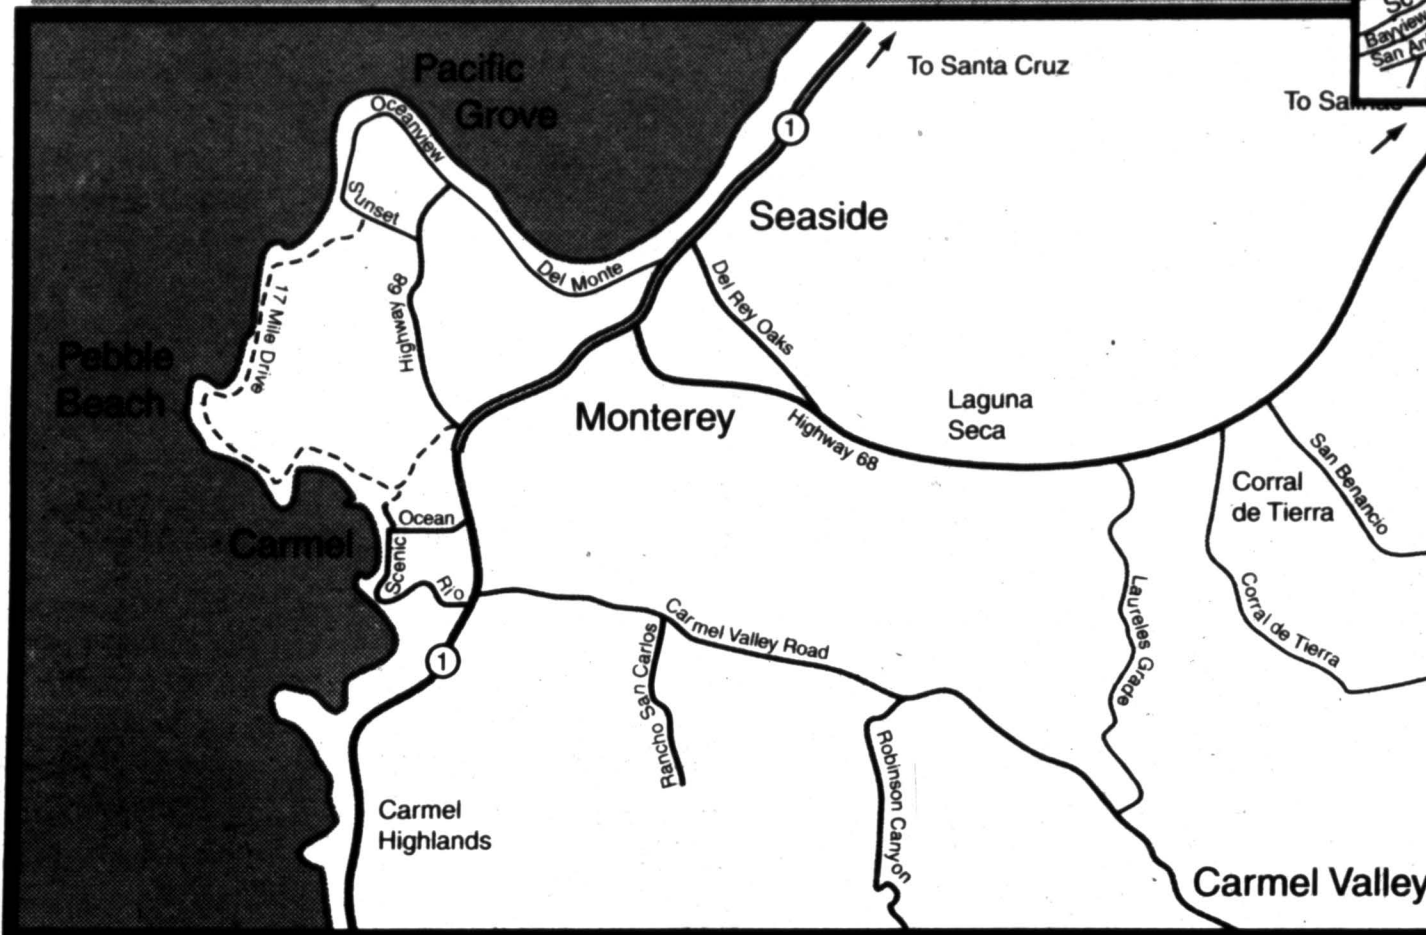 Bayview
To Santa Cruz
Pacific
Grove
Oceanview
To Salinas
1
Sunset
Seaside
Del Monte
Del Rey Oaks
17 Mile Drive
Highway 68
Pebble
Beach
Monterey
Highway 68
Laguna
Seca
San Benancio
Corral
de Tierra
Ocean
Carmel
Scenic
Rio
Carmel Valley Road
Laureles Grade
Corral de Tierra
1
Rancho San Carlos
Robinson Canyon
Carmel
Highlands
Carmel Valley